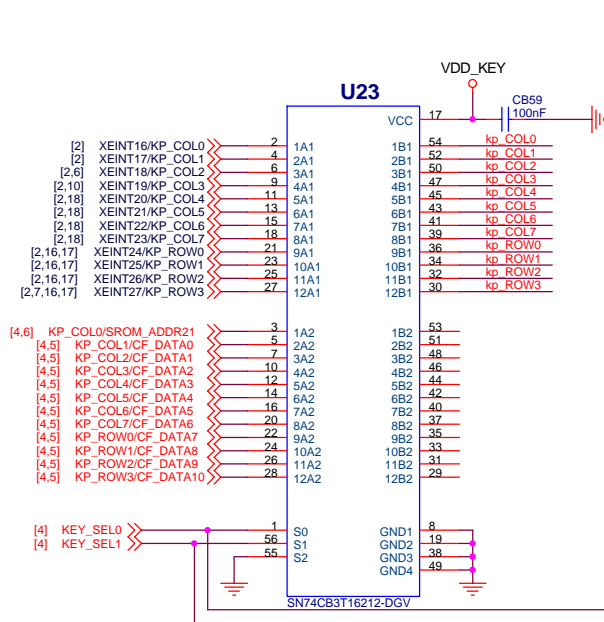 VDD_KEY
U23
CB59
100nF
VCC 17
[2] XEINT16/KP_COL0 2 1A1 1B1 54 kp_COL0
[2] XEINT17/KP_COL1 4 2A1 2B1 52 kp_COL1
[2,6] XEINT18/KP_COL2 6 3A1 3B1 50 kp_COL2
[2,10] XEINT19/KP_COL3 9 4A1 4B1 47 kp_COL3
[2,18] XEINT20/KP_COL4 11 5A1 5B1 45 kp_COL4
[2,18] XEINT21/KP_COL5 13 6A1 6B1 43 kp_COL5
[2,18] XEINT22/KP_COL6 15 7A1 7B1 41 kp_COL6
[2,18] XEINT23/KP_COL7 18 8A1 8B1 39 kp_COL7
[2,16,17] XEINT24/KP_ROW0 21 9A1 9B1 36 kp_ROW0
[2,16,17] XEINT25/KP_ROW1 23 10A1 10B1 34 kp_ROW1
[2,16,17] XEINT26/KP_ROW2 25 11A1 11B1 32 kp_ROW2
[2,7,16,17] XEINT27/KP_ROW3 27 12A1 12B1 30 kp_ROW3
[4,6] KP_COL0/SROM_ADDR21 3 1A2 1B2 53
[4,5] KP_COL1/CF_DATA0 5 2A2 2B2 51
[4,5] KP_COL2/CF_DATA1 7 3A2 3B2 48
[4,5] KP_COL3/CF_DATA2 10 4A2 4B2 46
[4,5] KP_COL4/CF_DATA3 12 5A2 5B2 44
[4,5] KP_COL5/CF_DATA4 14 6A2 6B2 42
[4,5] KP_COL6/CF_DATA5 16 7A2 7B2 40
[4,5] KP_COL7/CF_DATA6 20 8A2 8B2 37
[4,5] KP_ROW0/CF_DATA7 22 9A2 9B2 35
[4,5] KP_ROW1/CF_DATA8 24 10A2 10B2 33
[4,5] KP_ROW2/CF_DATA9 26 11A2 11B2 31
[4,5] KP_ROW3/CF_DATA10 28 12A2 12B2 29
[4] KEY_SEL0 1 S0 GND1 8
[4] KEY_SEL1 56 S1 GND2 19
55 S2 GND3 38
GND4 49
SN74CB3T16212-DGV